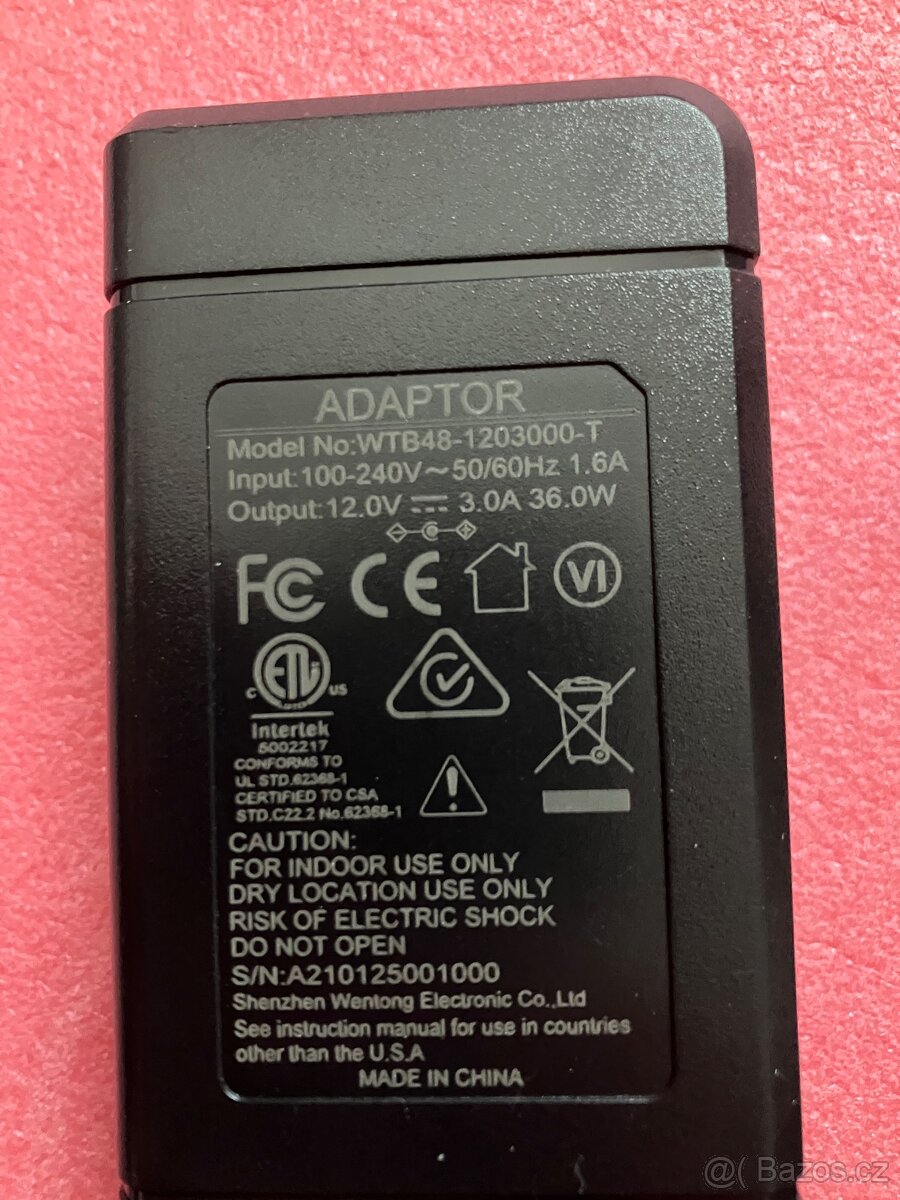 ADAPTOR
Model No:WTB48-1203000-T
Input:100-240V～50/60Hz 1.6A
Output:12.0V ⎓ 3.0A 36.0W
FC CE VI
ETL
C US
Intertek
5002217
CONFORMS TO
UL STD.62368-1
CERTIFIED TO CSA
STD.C22.2 No.62368-1
CAUTION:
FOR INDOOR USE ONLY
DRY LOCATION USE ONLY
RISK OF ELECTRIC SHOCK
DO NOT OPEN
S/N:A210125001000
Shenzhen Wentong Electronic Co.,Ltd
See instruction manual for use in countries
other than the U.S.A
MADE IN CHINA
@( Bazos.cz